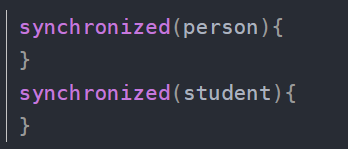 synchronized(person){
}
synchronized(student){
}